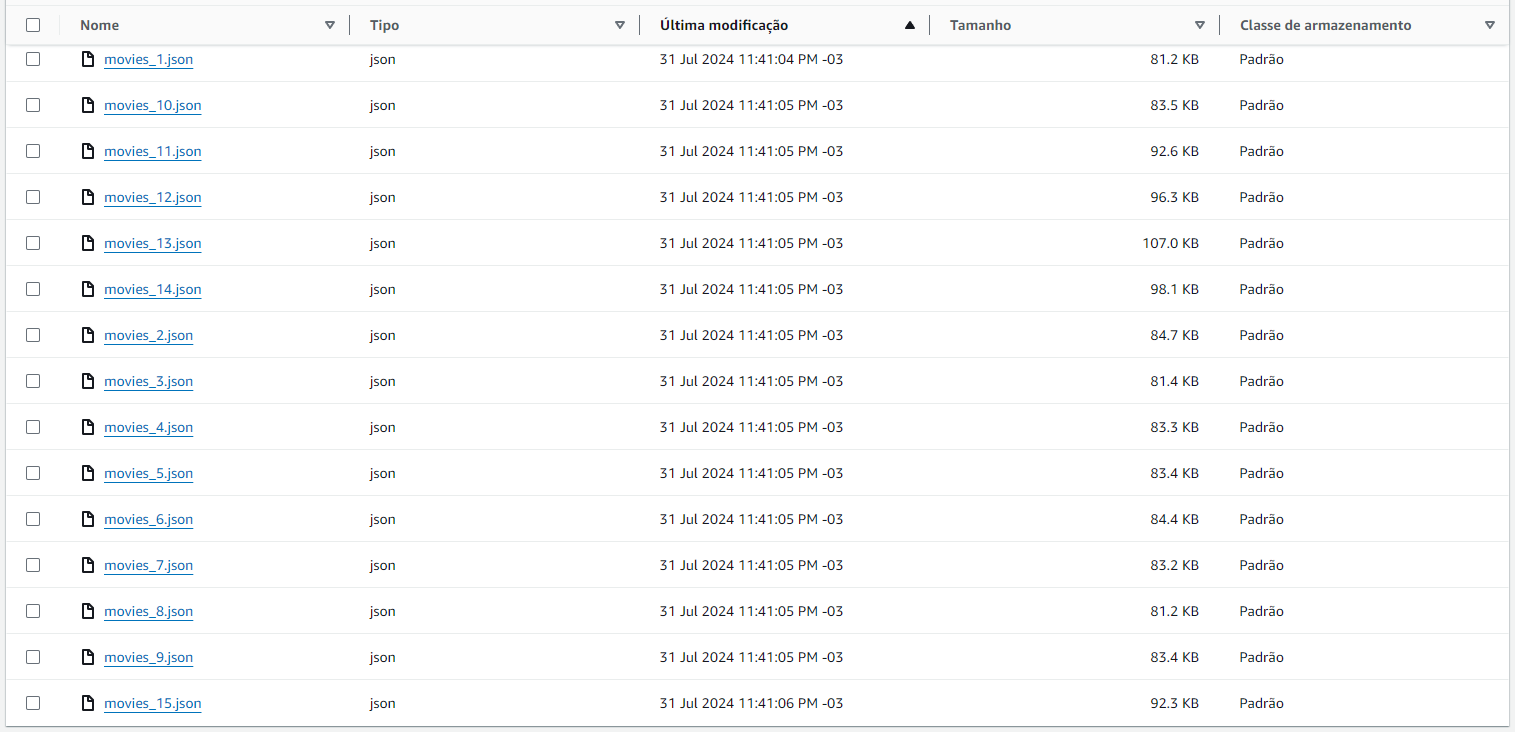 Nome Tipo Última modificação Tamanho Classe de armazenamento
movies_1.json json 31 Jul 2024 11:41:04 PM -03 81.2 KB Padrão
movies_10.json json 31 Jul 2024 11:41:05 PM -03 83.5 KB Padrão
movies_11.json json 31 Jul 2024 11:41:05 PM -03 92.6 KB Padrão
movies_12.json json 31 Jul 2024 11:41:05 PM -03 96.3 KB Padrão
movies_13.json json 31 Jul 2024 11:41:05 PM -03 107.0 KB Padrão
movies_14.json json 31 Jul 2024 11:41:05 PM -03 98.1 KB Padrão
movies_2.json json 31 Jul 2024 11:41:05 PM -03 84.7 KB Padrão
movies_3.json json 31 Jul 2024 11:41:05 PM -03 81.4 KB Padrão
movies_4.json json 31 Jul 2024 11:41:05 PM -03 83.3 KB Padrão
movies_5.json json 31 Jul 2024 11:41:05 PM -03 83.4 KB Padrão
movies_6.json json 31 Jul 2024 11:41:05 PM -03 84.4 KB Padrão
movies_7.json json 31 Jul 2024 11:41:05 PM -03 83.2 KB Padrão
movies_8.json json 31 Jul 2024 11:41:05 PM -03 81.2 KB Padrão
movies_9.json json 31 Jul 2024 11:41:05 PM -03 83.4 KB Padrão
movies_15.json json 31 Jul 2024 11:41:06 PM -03 92.3 KB Padrão